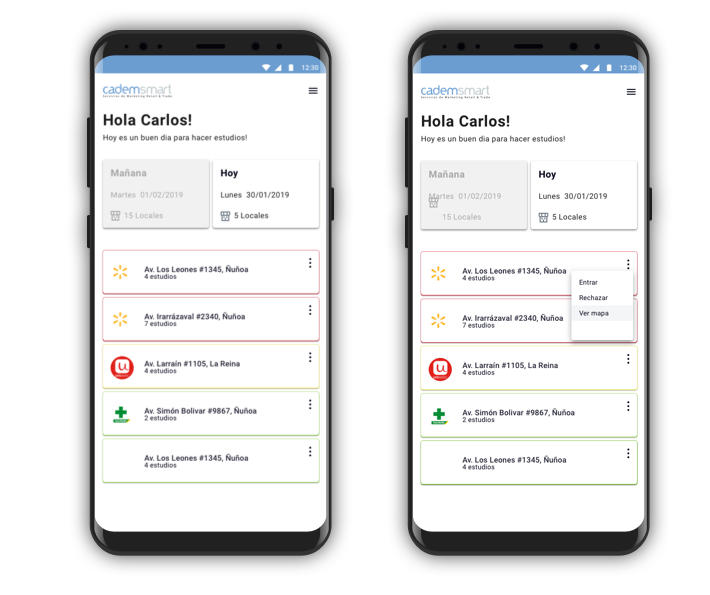 12:30
cademsmart
Servicios de Marketing Retail & Trade
Hola Carlos!
Hoy es un buen dia para hacer estudios!
Mañana
Martes 01/02/2019
15 Locales
Hoy
Lunes 30/01/2019
5 Locales
Av. Los Leones #1345, Ñuñoa
4 estudios
Av. Irarrázaval #2340, Ñuñoa
7 estudios
Av. Larraín #1105, La Reina
4 estudios
Av. Simón Bolivar #9867, Ñuñoa
2 estudios
Av. Los Leones #1345, Ñuñoa
4 estudios
12:30
cademsmart
Servicios de Marketing Retail & Trade
Hola Carlos!
Hoy es un buen dia para hacer estudios!
Mañana
Martes 01/02/2019
15 Locales
Hoy
Lunes 30/01/2019
5 Locales
Av. Los Leones #1345, Ñuñoa
4 estudios
Entrar
Rechazar
Ver mapa
Av. Irarrázaval #2340, Ñuñoa
7 estudios
Av. Larraín #1105, La Reina
4 estudios
Av. Simón Bolivar #9867, Ñuñoa
2 estudios
Av. Los Leones #1345, Ñuñoa
4 estudios